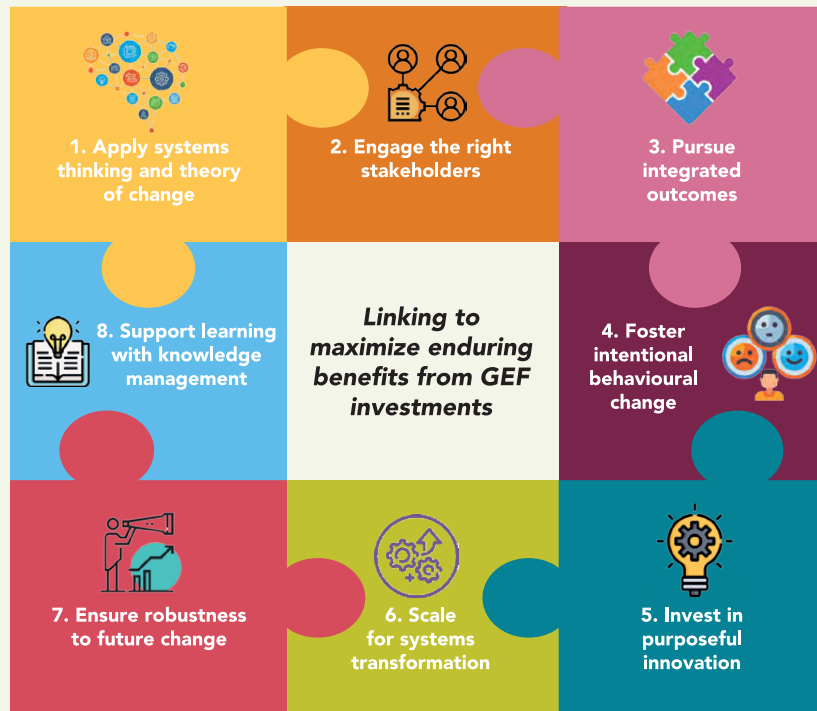 1. Apply systems
thinking and theory
of change
2. Engage the right
stakeholders
3. Pursue
integrated
outcomes
8. Support learning
with knowledge
management
Linking to
maximize enduring
benefits from GEF
investments
4. Foster
intentional
behavioural
change
7. Ensure robustness
to future change
6. Scale
for systems
transformation
5. Invest in
purposeful
innovation